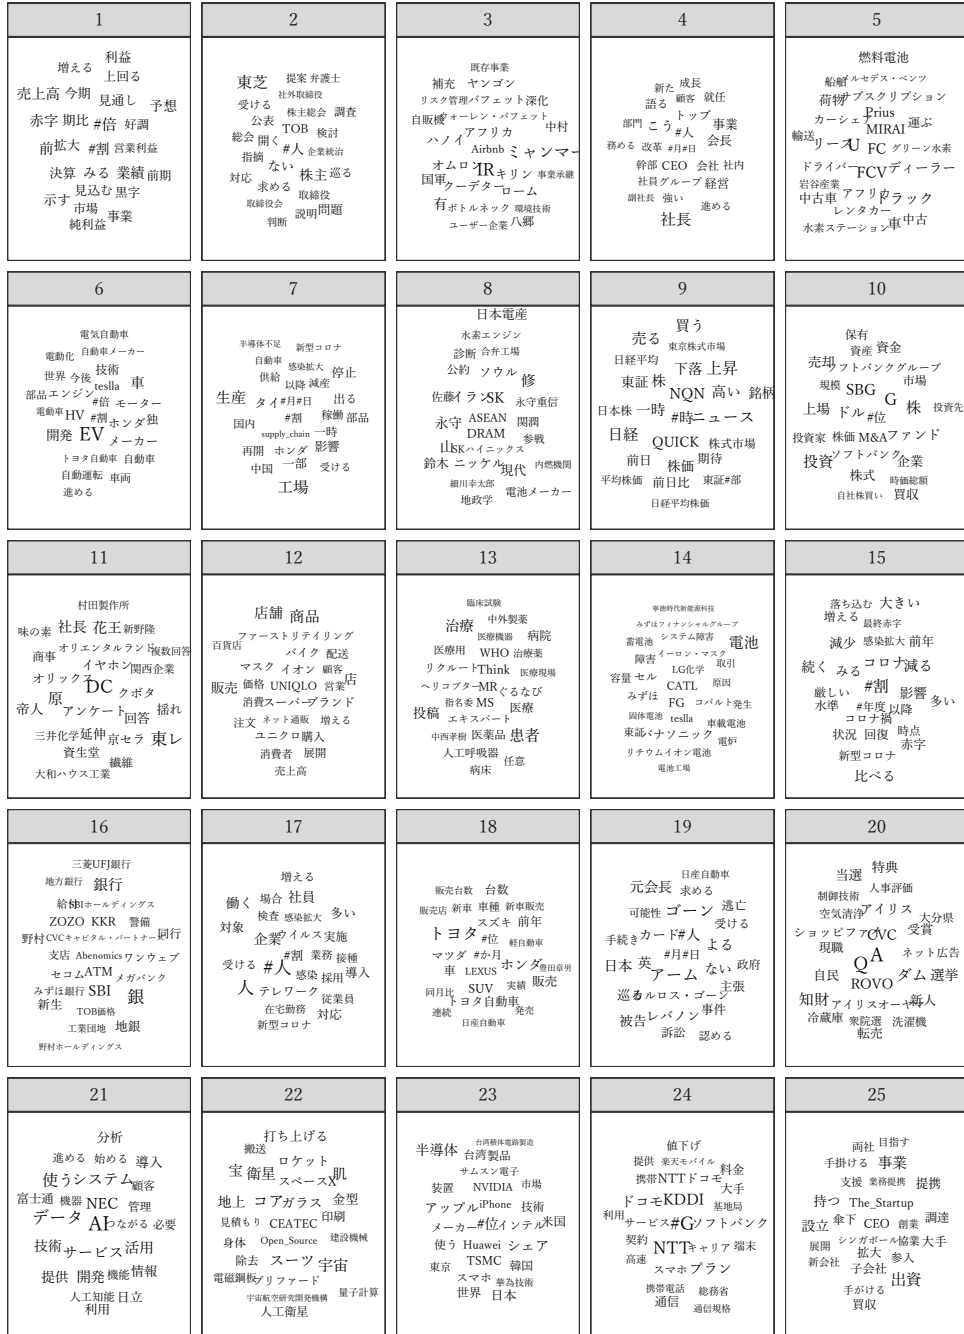 1
利益
増える 上回る
売上高 今期 見通し 予想
赤字 期比 #倍 好調
前 拡大 #割 営業利益
決算 みる 業績 前期
見込む 黒字
示す 市場 事業
純利益
2
東芝 提案 弁護士
社外取締役
受ける 株主総会 調査
公表 TOB 検討
総会 開く #人 企業統治
指摘 ない 株主 巡る
対応 求める 取締役
取締役会 説明 問題
判断
3
既存事業
補充 ヤンゴン
リスク管理 バフェット 深化
自販機 ウォーレン・バフェット 中村
アフリカ
ハノイ Airbnb ミャンマー
オムロン IR キリン 事業承継
国軍 クーデター ローム
有 ボトルネック 環境技術
ユーザー企業 八郷
4
新た 成長
語る 顧客 就任
部門 こう トップ 事業
#人 会長
務める 改革 #月#日
幹部 CEO 会社 社内
社員 グループ 経営
副社長 強い 進める
社長
5
燃料電池
船舶 メルセデス・ベンツ
荷物 サブスクリプション
カーシェア Prius
MIRAI 運ぶ
輸送 リース U FC グリーン水素
ドライバー FCV ディーラー
岩谷産業
中古車 アフリカ トラック
レンタカー
水素ステーション 車 中古
6
電気自動車
電動化 自動車メーカー
世界 今後 技術
部品 エンジン teslla 車
#倍 モーター
電動車 HV #割 ホンダ 独
開発 EV メーカー
トヨタ自動車 自動車
自動運転 車両
進める
7
半導体不足 新型コロナ
自動車 感染拡大 停止
供給 以降 減産
生産 タイ #月#日 出る
国内 #割 稼働 部品
supply_chain 一時
再開 ホンダ 影響
中国 一部 受ける
工場
8
日本電産
水素エンジン
診断 合弁工場
公約 ソウル 修
佐藤 イラン SK 永守重信
永守 ASEAN 関潤
DRAM 参戦
山 SKハイニックス
鈴木 ニッケル 現代 内燃機関
細川幸太郎
地政学 電池メーカー
9
買う
売る 東京株式市場
日経平均 下落 上昇
東証 株 NQN 高い 銘柄
日本株 一時 #時 ニュース
日経 QUICK 株式市場
前日 株価 期待
平均株価 前日比 東証#部
日経平均株価
10
保有
資産 資金
売却 ソフトバンクグループ
規模 SBG 市場
上場 ドル #位 G 株 投資先
投資家 株価 M&A ファンド
投資 ソフトバンク 企業
株式 時価総額
自社株買い 買収
11
村田製作所
味の素 社長 花王 新野隆
商事 オリエンタルランド 複数回答
イヤホン 関西企業
オリックス DC クボタ
原
帝人 アンケート 回答 揺れ
三井化学 延伸 京セラ 東レ
資生堂 繊維
大和ハウス工業
12
店舗 商品
百貨店 ファーストリテイリング
バイク 配送
マスク イオン 顧客
販売 価格 UNIQLO 営業 店
消費 スーパー ブランド
注文 ネット通販 増える
ユニクロ 購入
消費者 展開
売上高
13
臨床試験
治療 中外製薬
医療機器 病院
医療用 WHO 治療薬
リクルート Think 医療現場
ヘリコプター MR ぐるなび
投稿 指名委 MS 医療
エキスパート
中西孝樹 医薬品 患者
人工呼吸器 任意
病床
14
寧徳時代新能源科技
みずほフィナンシャルグループ
蓄電池 システム障害 電池
障害 イーロン・マスク
LG化学 取引
容量 セル CATL 原因
みずほ FG コバルト 発生
固体電池 teslla 車載電池
東証 パナソニック 電炉
リチウムイオン電池
電池工場
15
落ち込む 大きい
増える 最終赤字
減少 感染拡大 前年
続く みる コロナ 減る
厳しい #割 影響
水準 #年度 以降 多い
コロナ禍
状況 回復 時点
赤字
新型コロナ
比べる
16
三菱UFJ銀行
地方銀行 銀行
給付 SBIホールディングス
ZOZO KKR 警備
野村 CVCキャピタル・パートナーズ 同行
支店 Abenomics ワンウェブ
セコム ATM メガバンク
みずほ銀行 SBI 銀
新生 TOB価格
工業団地 地銀
野村ホールディングス
17
増える
働く 場合 社員
検査 感染拡大 多い
対象 企業 ウイルス 実施
#割 業務 接種
受ける #人 感染 採用 導入
人 テレワーク 従業員
在宅勤務 対応
新型コロナ
18
販売台数 台数
販売店 新車 車種 新車販売
スズキ 前年
トヨタ #位 軽自動車
マツダ #か月
車 LEXUS ホンダ 豊田章男
同月比 SUV 実績 販売
トヨタ自動車
連続 発売
日産自動車
19
日産自動車
元会長 求める
可能性 ゴーン 逃亡
受ける
手続き カード #人 よる
#月#日
日本 英 アーム ない 政府
主張
巡る カルロス・ゴーン
被告 レバノン 事件
訴訟 認める
20
当選 特典
制御技術 人事評価
空気清浄 アイリス 大分県
ショッピファイ CVC 受賞
現職 Q A ネット広告
自民 ROVO ダム 選挙
知財 アイリスオーヤマ 新人
冷蔵庫 衆院選 洗濯機
転売
21
分析
進める 始める 導入
使う システム 顧客
富士通 機器 NEC 管理
データ AI つながる 必要
技術 サービス 活用
提供 開発 機能 情報
人工知能 日立
利用
22
打ち上げる
搬送 ロケット
宝 衛星 スペースX 肌
地上 コア ガラス 金型
見積もり CEATEC 印刷
身体 Open_Source 建設機械
除去 スーツ 宇宙
電磁鋼板 プリファード
宇宙航空研究開発機構 量子計算
人工衛星
23
半導体 台湾積体電路製造
台湾 製品
サムスン電子
装置 NVIDIA 市場
アップル iPhone 技術
メーカー #位 インテル 米国
使う Huawei シェア
東京 TSMC 韓国
スマホ 華為技術
世界 日本
24
値下げ
提供 楽天モバイル 料金
携帯 NTTドコモ 大手
ドコモ KDDI 基地局
利用 サービス #G ソフトバンク
契約 NTT キャリア 端末
高速 スマホ プラン
携帯電話 総務省
通信 通信規格
25
両社 目指す
手掛ける 事業
支援 業務提携 提携
持つ The_Startup
設立 傘下 CEO 創業 調達
展開 シンガポール 協業 大手
新会社 拡大 参入
子会社 出資
手がける
買収